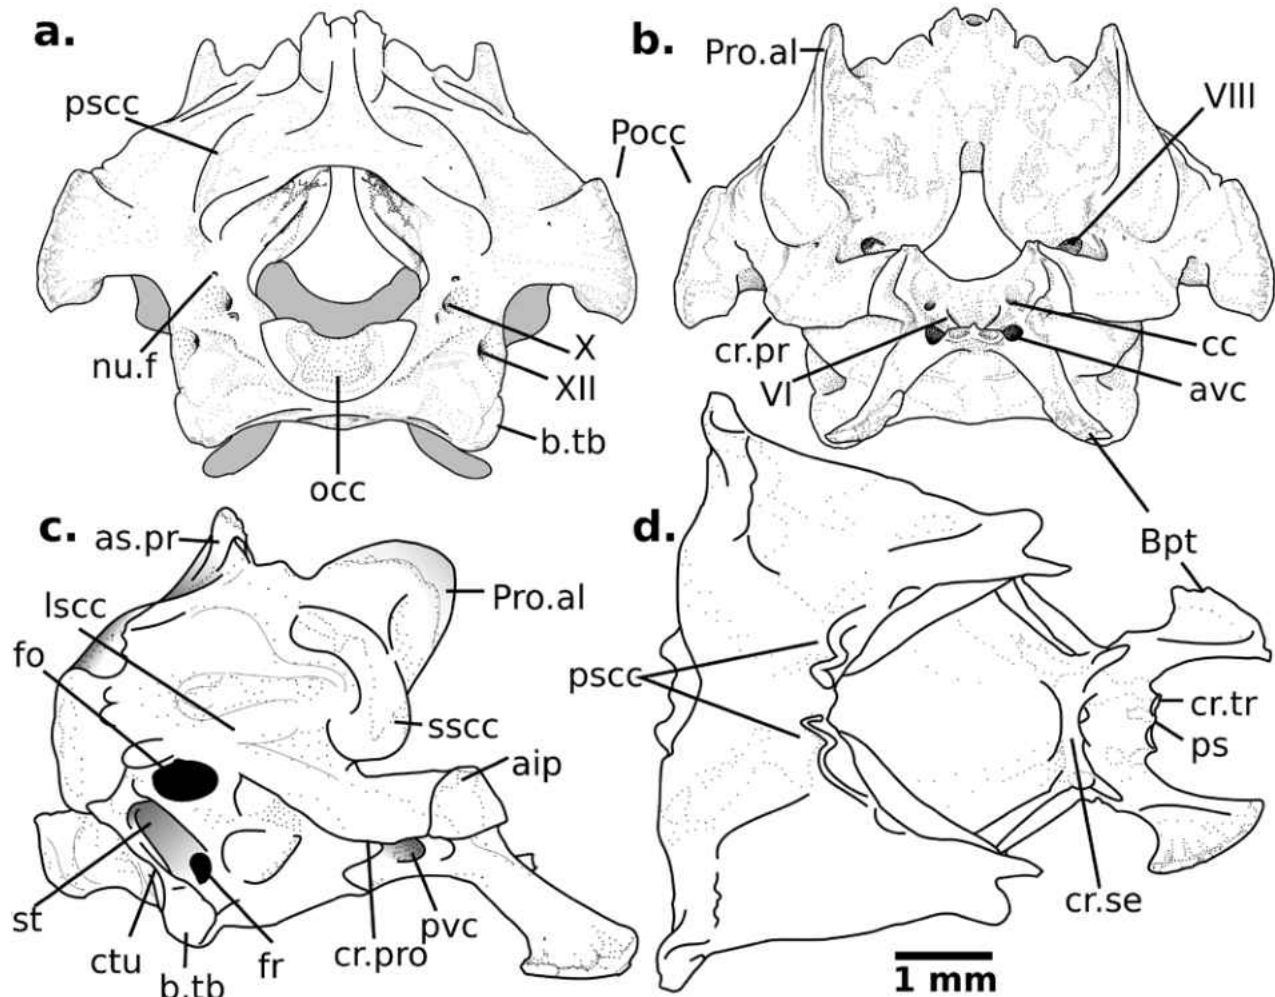 a.
pscc
nu.f
occ
X
XII
b.tb
Pocc
b.
Pro.al
VIII
cr.pr
VI
cc
avc
Bpt
c.
as.pr
lscc
fo
Pro.al
sscc
aip
st
ctu
b.tb
fr
cr.pro
pvc
d.
pscc
cr.tr
ps
cr.se
1 mm